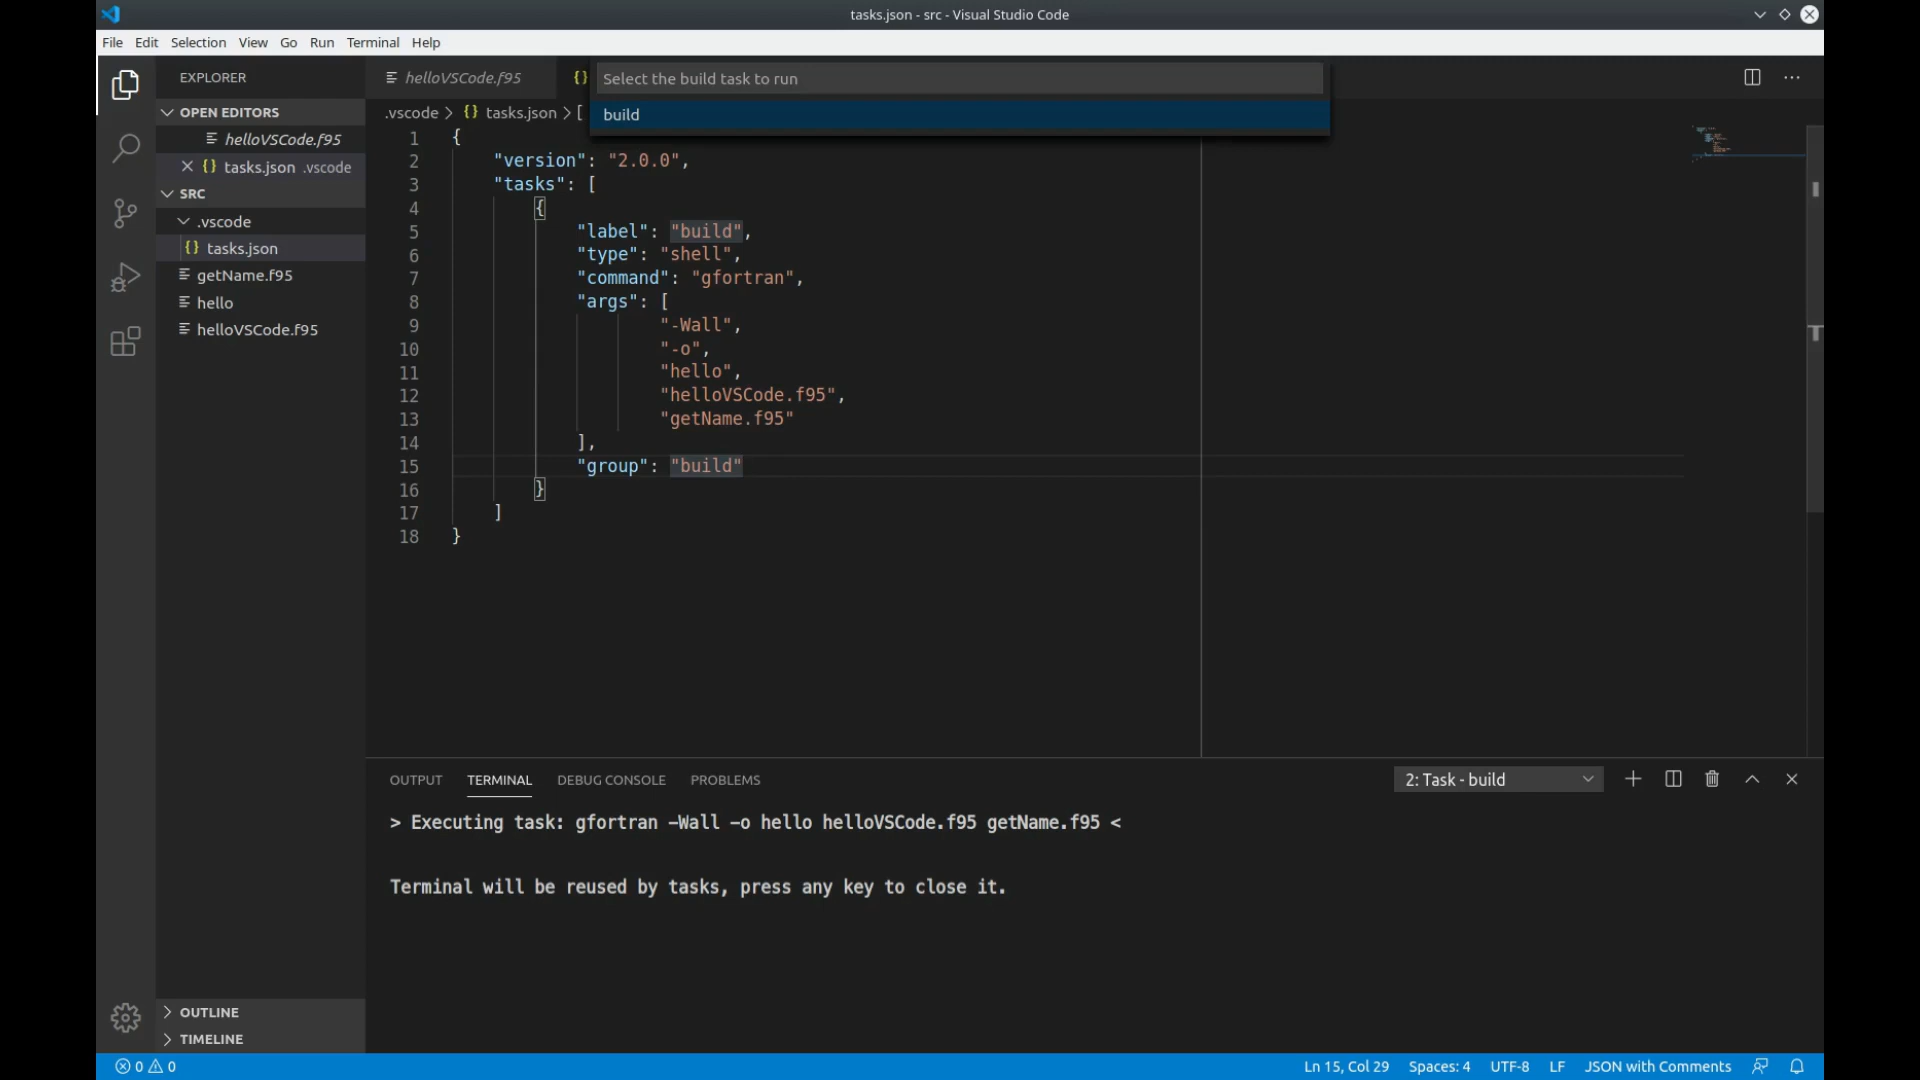 tasks.json - src - Visual Studio Code
File Edit Selection View Go Run Terminal Help
EXPLORER
OPEN EDITORS
helloVSCode.f95
tasks.json .vscode
SRC
.vscode
{} tasks.json
getName.f95
hello
helloVSCode.f95
OUTLINE
TIMELINE
helloVSCode.f95
{}
Select the build task to run
build
.vscode > {} tasks.json > [
1 {
2 "version": "2.0.0",
3 "tasks": [
4 {
5 "label": "build",
6 "type": "shell",
7 "command": "gfortran",
8 "args": [
9 "-Wall",
10 "-o",
11 "hello",
12 "helloVSCode.f95",
13 "getName.f95"
14 ],
15 "group": "build"
16 }
17 ]
18 }
OUTPUT TERMINAL DEBUG CONSOLE PROBLEMS
2: Task - build
> Executing task: gfortran -Wall -o hello helloVSCode.f95 getName.f95 <
Terminal will be reused by tasks, press any key to close it.
0 0
Ln 15, Col 29 Spaces: 4 UTF-8 LF JSON with Comments